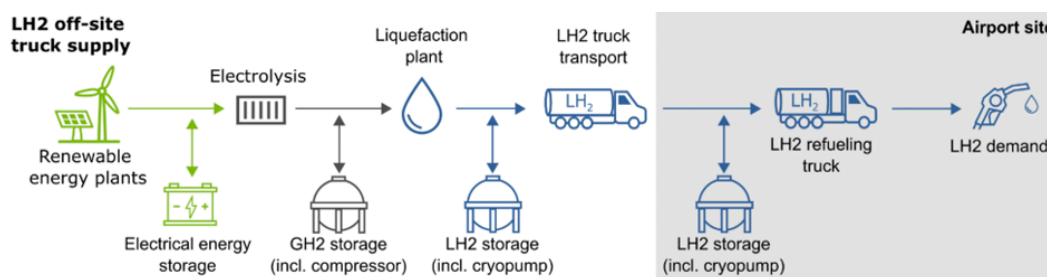 LH2 off-site
truck supply
Renewable
energy plants
Electrical energy
storage
Electrolysis
GH2 storage
(incl. compressor)
Liquefaction
plant
LH2 storage
(incl. cryopump)
LH2 truck
transport
LH2
Airport site
LH2 storage
(incl. cryopump)
LH2
LH2 refueling
truck
LH2 demand